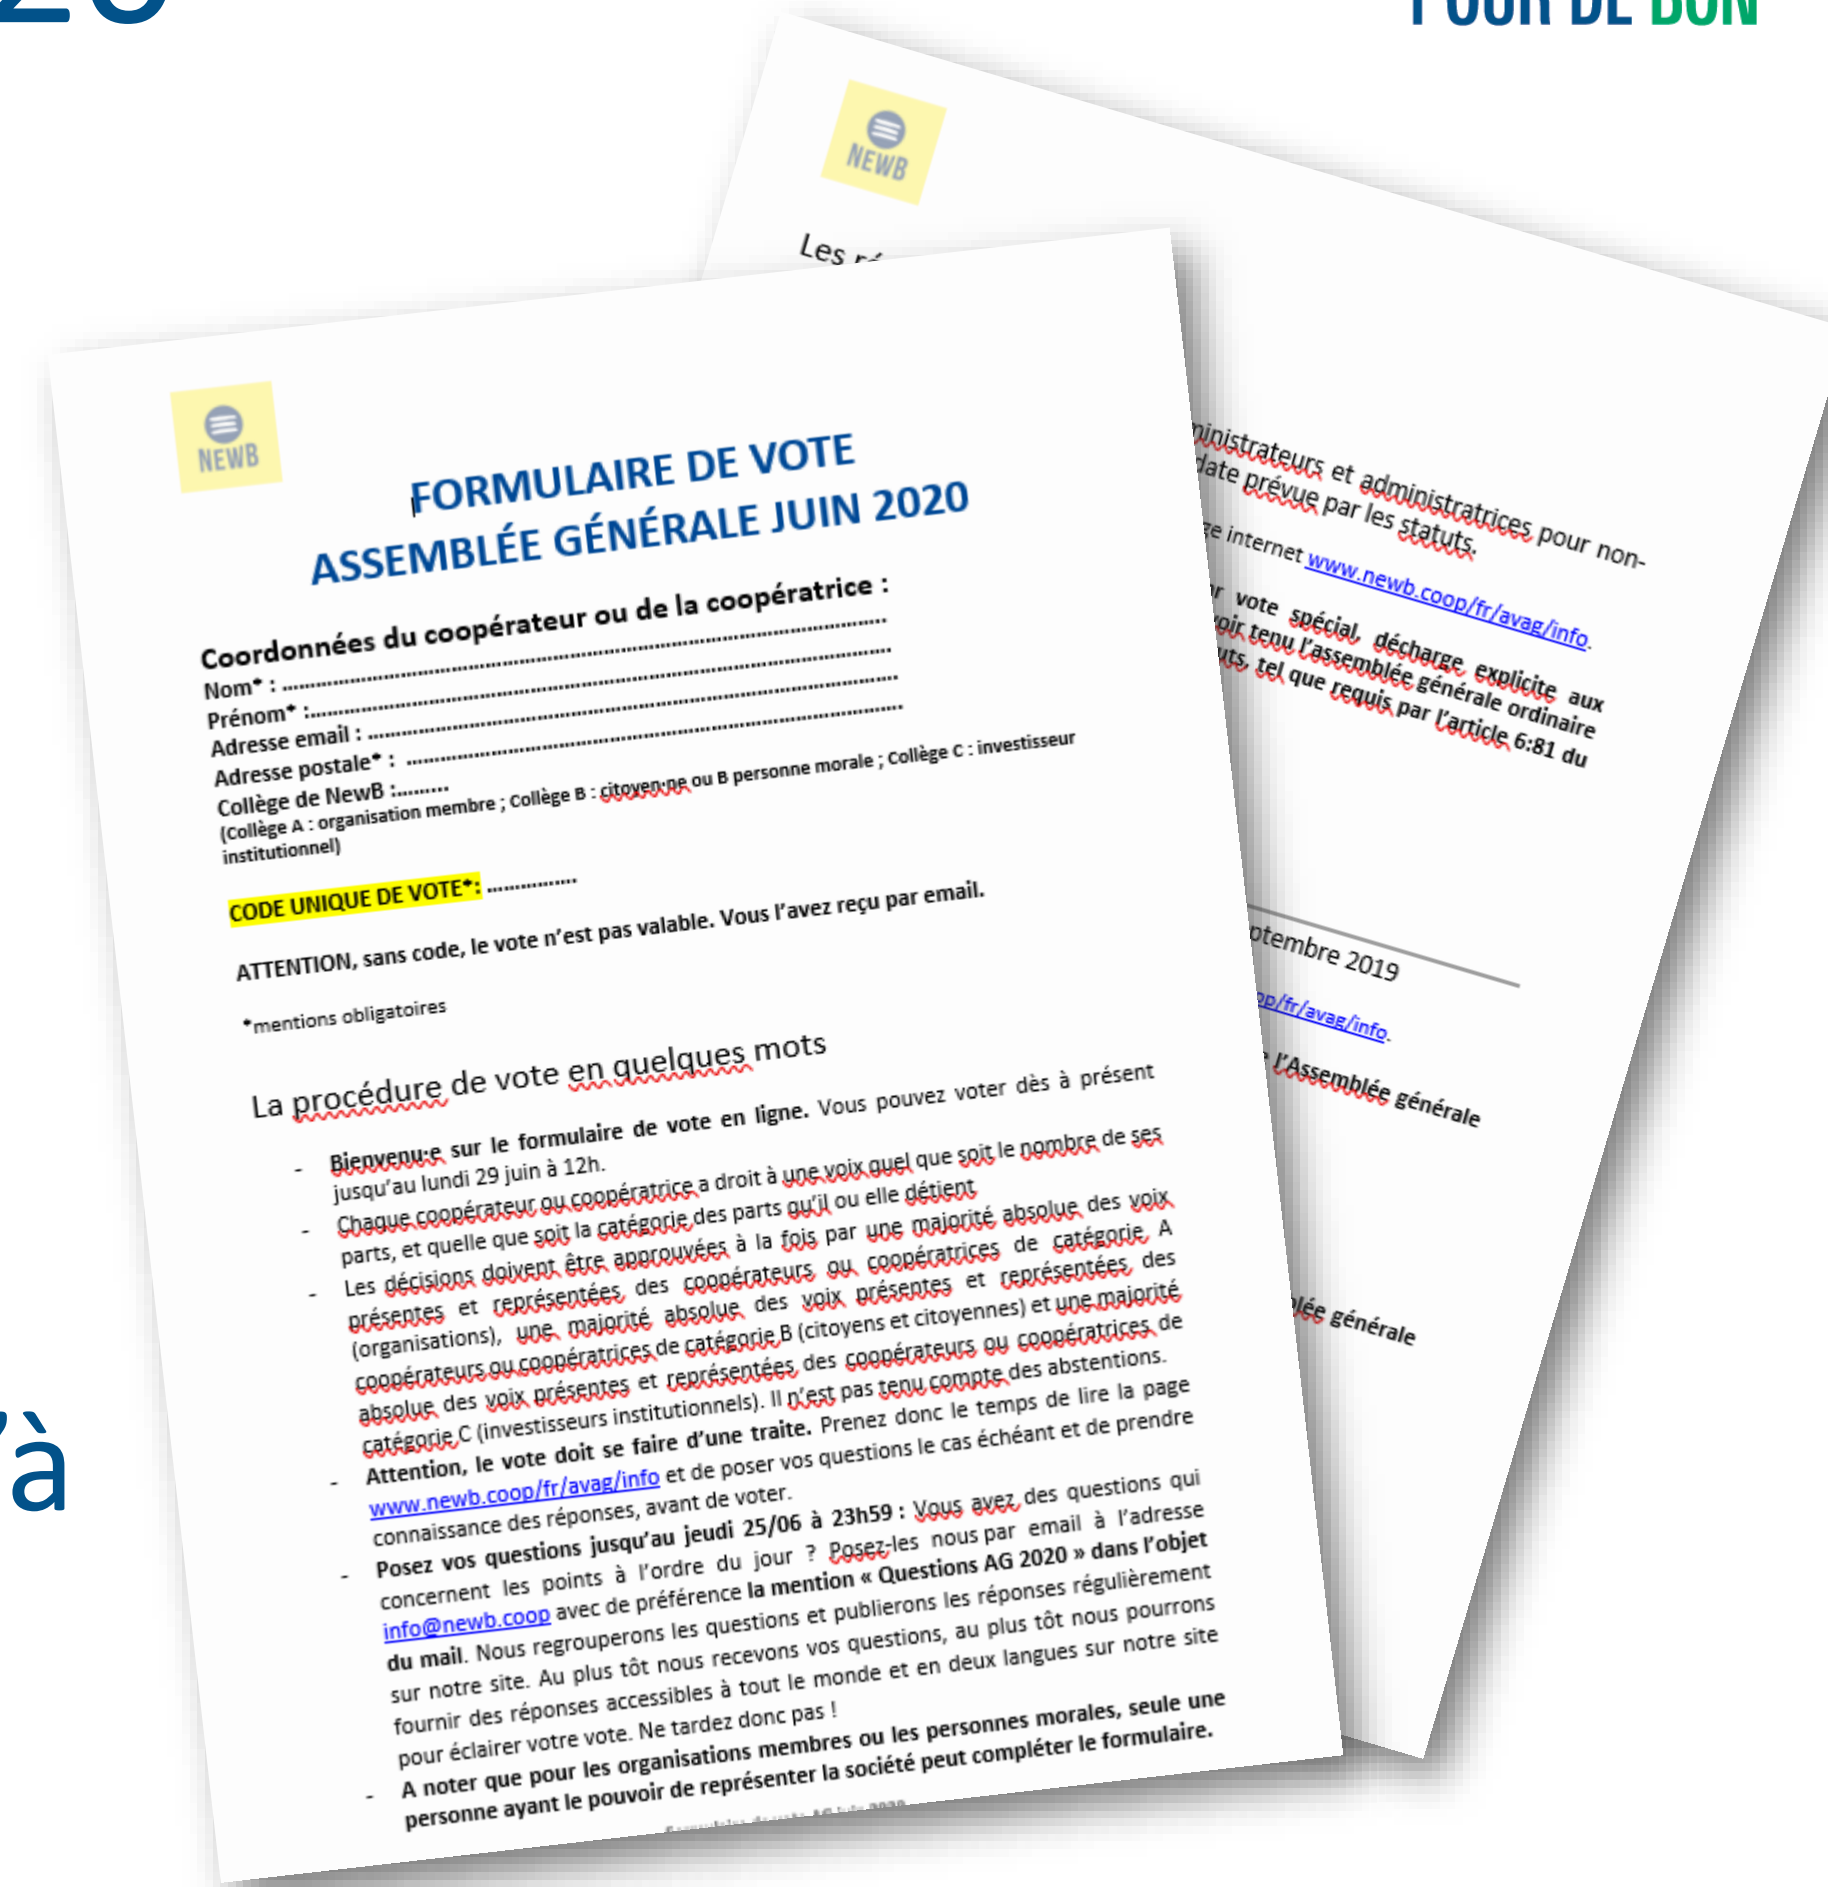 POUR DE BON
NEWB
Les
ministrateurs et administratrices pour non-
date prévue par les statuts.
ge internet www.newb.coop/fr/avag/info.
vote spécial, décharge explicite aux
voir tenu l'assemblée générale ordinaire
uts, tel que requis par l'article 6:81 du
ptembre 2019
op/fr/avag/info.
l'Assemblée générale
blée générale
NEWB
FORMULAIRE DE VOTE
ASSEMBLÉE GÉNÉRALE JUIN 2020
Coordonnées du coopérateur ou de la coopératrice :
Nom* : ........................................................................
Prénom* :........................................................................
Adresse email : ........................................................................
Adresse postale* : ........................................................................
Collège de NewB :.........
(Collège A : organisation membre ; Collège B : citoyen·ne ou B personne morale ; Collège C : investisseur
institutionnel)
CODE UNIQUE DE VOTE*: ...............
ATTENTION, sans code, le vote n'est pas valable. Vous l'avez reçu par email.
*mentions obligatoires
La procédure de vote en quelques mots
- Bienvenu·e sur le formulaire de vote en ligne. Vous pouvez voter dès à présent
jusqu'au lundi 29 juin à 12h.
- Chaque coopérateur ou coopératrice a droit à une voix quel que soit le nombre de ses
parts, et quelle que soit la catégorie des parts qu'il ou elle détient
- Les décisions doivent être approuvées à la fois par une majorité absolue des voix
présentes et représentées des coopérateurs ou coopératrices de catégorie A
(organisations), une majorité absolue des voix présentes et représentées des
coopérateurs ou coopératrices de catégorie B (citoyens et citoyennes) et une majorité
absolue des voix présentes et représentées des coopérateurs ou coopératrices de
catégorie C (investisseurs institutionnels). Il n'est pas tenu compte des abstentions.
- Attention, le vote doit se faire d'une traite. Prenez donc le temps de lire la page
www.newb.coop/fr/avag/info et de poser vos questions le cas échéant et de prendre
connaissance des réponses, avant de voter.
- Posez vos questions jusqu'au jeudi 25/06 à 23h59 : Vous avez des questions qui
concernent les points à l'ordre du jour ? Posez-les nous par email à l'adresse
info@newb.coop avec de préférence la mention « Questions AG 2020 » dans l'objet
du mail. Nous regrouperons les questions et publierons les réponses régulièrement
sur notre site. Au plus tôt nous recevons vos questions, au plus tôt nous pourrons
fournir des réponses accessibles à tout le monde et en deux langues sur notre site
pour éclairer votre vote. Ne tardez donc pas !
- A noter que pour les organisations membres ou les personnes morales, seule une
personne ayant le pouvoir de représenter la société peut compléter le formulaire.
'à